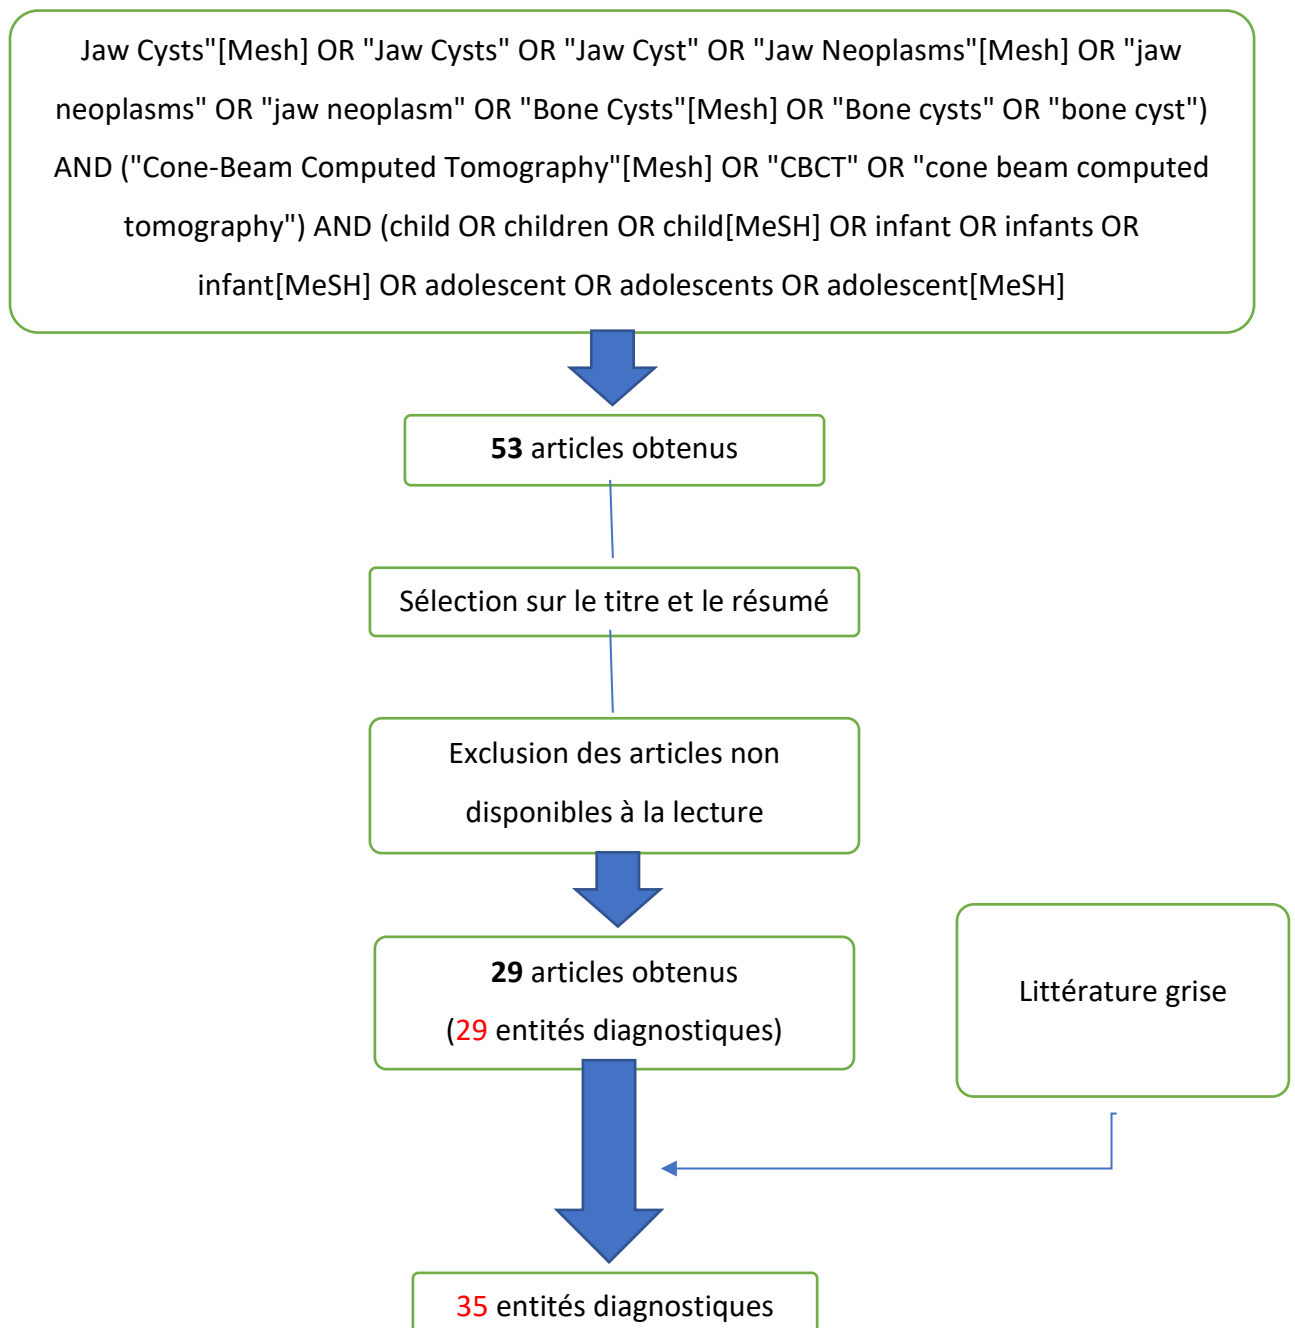 Jaw Cysts"[Mesh] OR "Jaw Cysts" OR "Jaw Cyst" OR "Jaw Neoplasms"[Mesh] OR "jaw
neoplasms" OR "jaw neoplasm" OR "Bone Cysts"[Mesh] OR "Bone cysts" OR "bone cyst")
AND ("Cone-Beam Computed Tomography"[Mesh] OR "CBCT" OR "cone beam computed
tomography") AND (child OR children OR child[MeSH] OR infant OR infants OR
infant[MeSH] OR adolescent OR adolescents OR adolescent[MeSH]
53 articles obtenus
Sélection sur le titre et le résumé
Exclusion des articles non
disponibles à la lecture
29 articles obtenus
(29 entités diagnostiques)
Littérature grise
35 entités diagnostiques